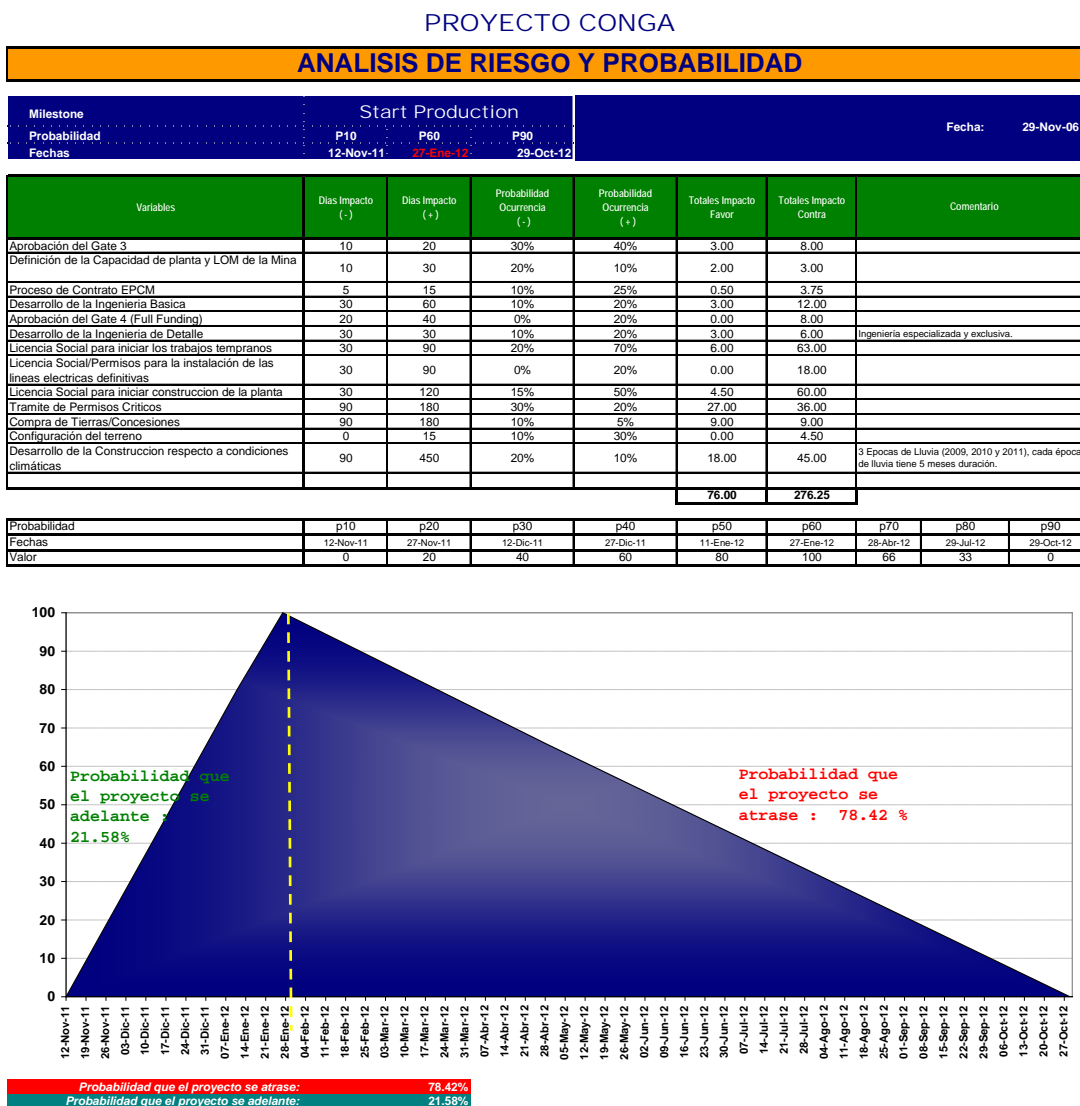 PROYECTO CONGA
ANALISIS DE RIESGO Y PROBABILIDAD
Milestone Start Production
Fecha: 29-Nov-06
Probabilidad P10 P60 P90
Fechas 12-Nov-11 27-Ene-12 29-Oct-12
Variables Dias Impacto (-) Dias Impacto (+) Probabilidad Ocurrencia (-) Probabilidad Ocurrencia (+) Totales Impacto Favor Totales Impacto Contra Comentario
Aprobación del Gate 3 10 20 30% 40% 3.00 8.00
Definición de la Capacidad de planta y LOM de la Mina 10 30 20% 10% 2.00 3.00
Proceso de Contrato EPCM 5 15 10% 25% 0.50 3.75
Desarrollo de la Ingenieria Basica 30 60 10% 20% 3.00 12.00
Aprobación del Gate 4 (Full Funding) 20 40 0% 20% 0.00 8.00
Desarrollo de la Ingenieria de Detalle 30 30 10% 20% 3.00 6.00 Ingeniería especializada y exclusiva.
Licencia Social para iniciar los trabajos tempranos 30 90 20% 70% 6.00 63.00
Licencia Social/Permisos para la instalación de las
lineas electricas definitivas 30 90 0% 20% 0.00 18.00
Licencia Social para iniciar construccion de la planta 30 120 15% 50% 4.50 60.00
Tramite de Permisos Criticos 90 180 30% 20% 27.00 36.00
Compra de Tierras/Concesiones 90 180 10% 5% 9.00 9.00
Configuración del terreno 0 15 10% 30% 0.00 4.50
Desarrollo de la Construccion respecto a condiciones
climáticas 90 450 20% 10% 18.00 45.00
3 Epocas de Lluvia (2009, 2010 y 2011), cada época
de lluvia tiene 5 meses duración.
76.00 276.25
Probabilidad p10 p20 p30 p40 p50 p60 p70 p80 p90
Fechas 12-Nov-11 27-Nov-11 12-Dic-11 27-Dic-11 11-Ene-12 27-Ene-12 28-Abr-12 29-Jul-12 29-Oct-12
Valor 0 20 40 60 80 100 66 33 0
100
90
80
70
60
50
40
30
20
10
0
Probabilidad que
el proyecto se
adelante :
21.58%
Probabilidad que
el proyecto se
atrase : 78.42 %
12-Nov-11
19-Nov-11
26-Nov-11
03-Dic-11
10-Dic-11
17-Dic-11
24-Dic-11
31-Dic-11
07-Ene-12
14-Ene-12
21-Ene-12
28-Ene-12
04-Feb-12
11-Feb-12
18-Feb-12
25-Feb-12
03-Mar-12
10-Mar-12
17-Mar-12
24-Mar-12
31-Mar-12
07-Abr-12
14-Abr-12
21-Abr-12
28-Abr-12
05-May-12
12-May-12
19-May-12
26-May-12
02-Jun-12
09-Jun-12
16-Jun-12
23-Jun-12
30-Jun-12
07-Jul-12
14-Jul-12
21-Jul-12
28-Jul-12
04-Ago-12
11-Ago-12
18-Ago-12
25-Ago-12
01-Sep-12
08-Sep-12
15-Sep-12
22-Sep-12
29-Sep-12
06-Oct-12
13-Oct-12
20-Oct-12
27-Oct-12
Probabilidad que el proyecto se atrase: 78.42%
Probabilidad que el proyecto se adelante: 21.58%